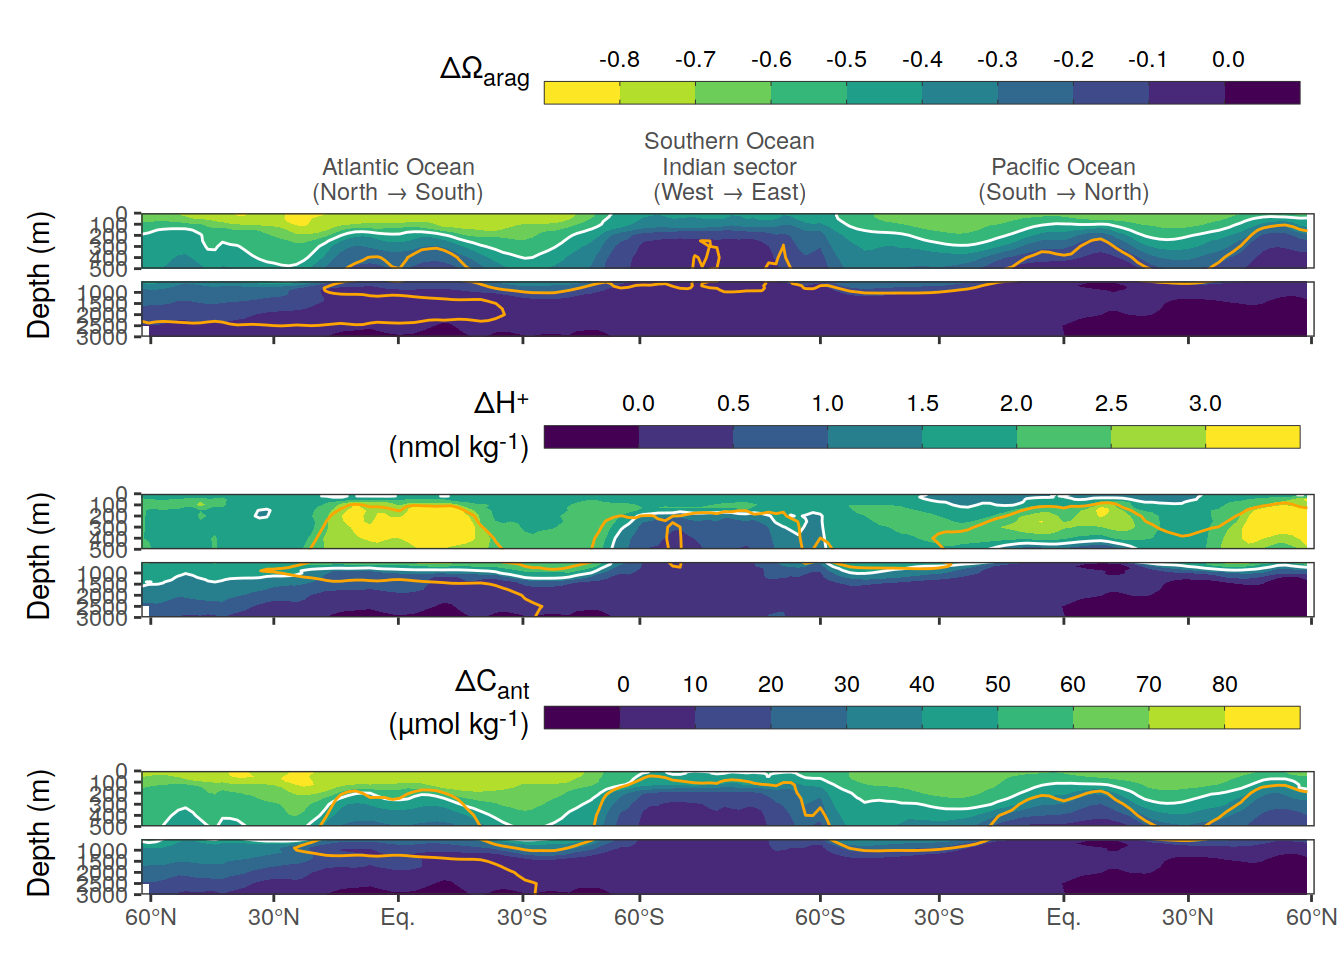 ΔΩarag
-0.8 -0.7 -0.6 -0.5 -0.4 -0.3 -0.2 -0.1 0.0
Atlantic Ocean
(North → South)
Southern Ocean
Indian sector
(West → East)
Pacific Ocean
(South → North)
Depth (m)
0
100
200
300
400
500
1000
1500
2000
2500
3000
ΔH⁺
(nmol kg⁻¹)
0.0 0.5 1.0 1.5 2.0 2.5 3.0
Depth (m)
0
100
200
300
400
500
1000
1500
2000
2500
3000
ΔCant
(μmol kg⁻¹)
0 10 20 30 40 50 60 70 80
Depth (m)
0
100
200
300
400
500
1000
1500
2000
2500
3000
60°N 30°N Eq. 30°S 60°S 60°S 30°S Eq. 30°N 60°N